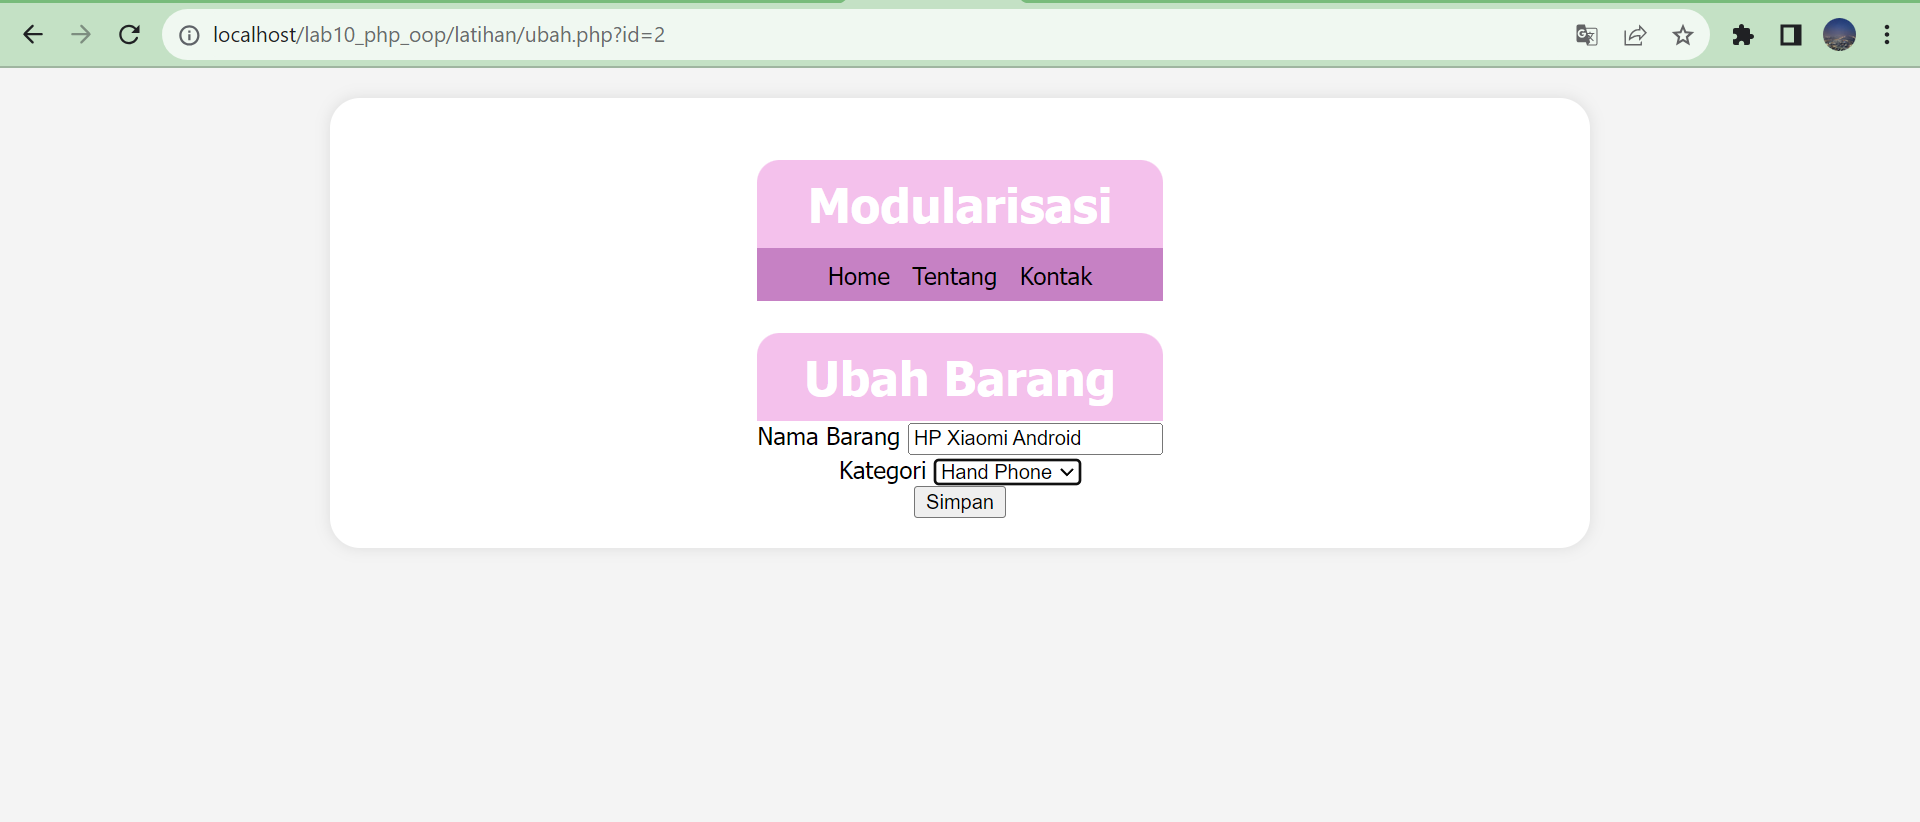 localhost/lab10_php_oop/latihan/ubah.php?id=2
Modularisasi
Home Tentang Kontak
Ubah Barang
Nama Barang HP Xiaomi Android
Kategori Hand Phone
Simpan